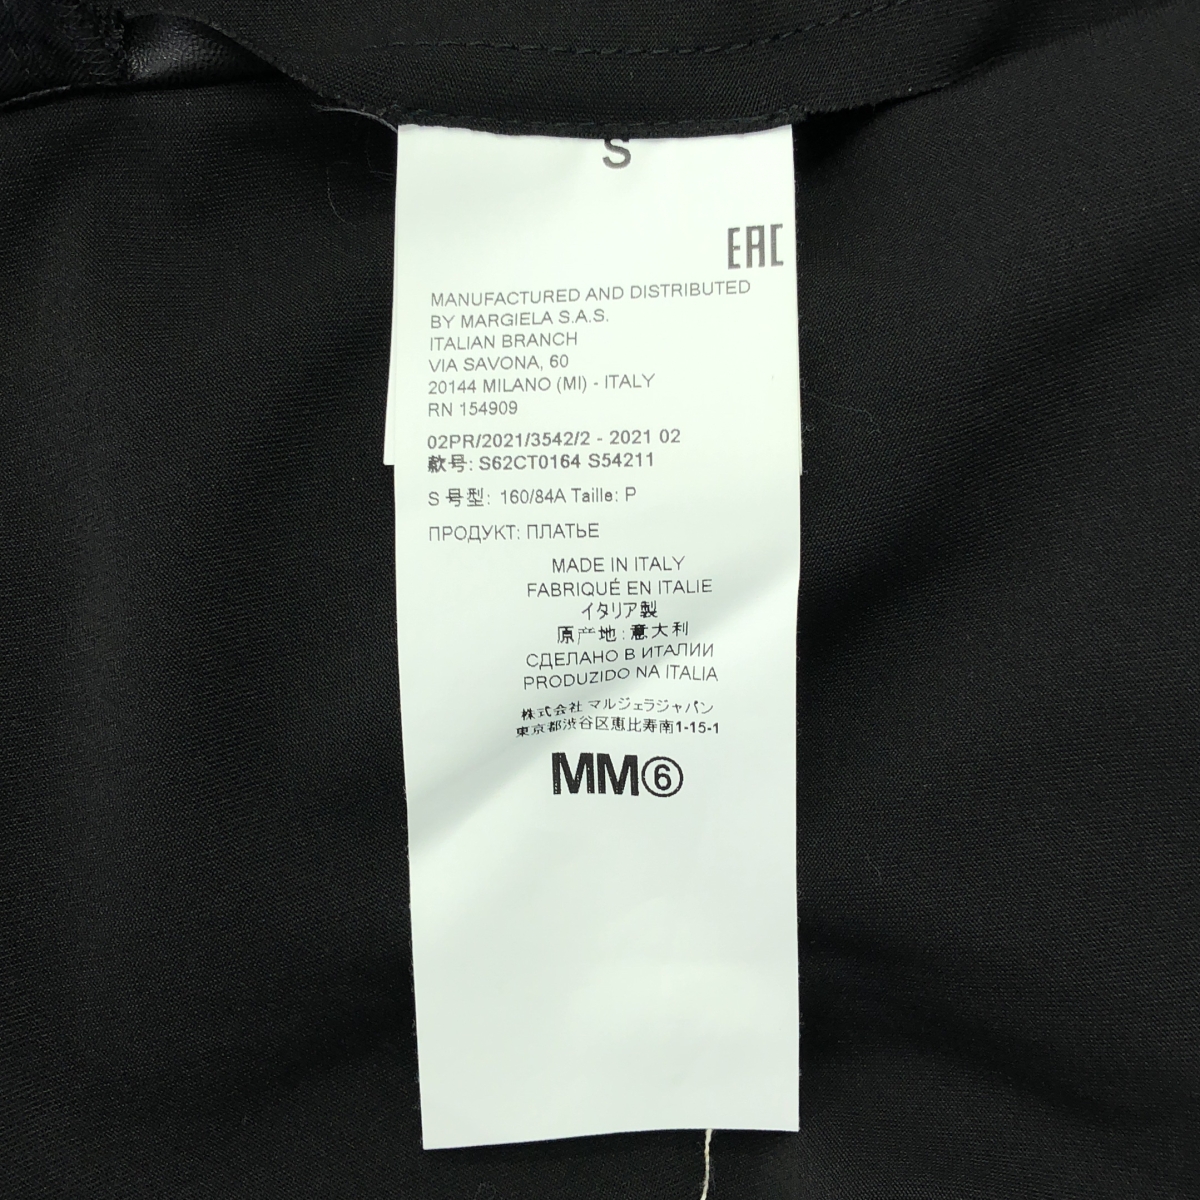 S
EAC
MANUFACTURED AND DISTRIBUTED
BY MARGIELA S.A.S.
ITALIAN BRANCH
VIA SAVONA, 60
20144 MILANO (MI) - ITALY
RN 154909
02PR/2021/3542/2 - 2021 02
款号: S62CT0164 S54211
S 号型: 160/84A Taille: P
ПРОДУКТ: ПЛАТЬЕ
MADE IN ITALY
FABRIQUÉ EN ITALIE
イタリア製
原产地: 意大利
СДЕЛАНО В ИТАЛИИ
PRODUZIDO NA ITALIA
株式会社 マルジェラジャパン
東京都渋谷区恵比寿南1-15-1
MM⑥